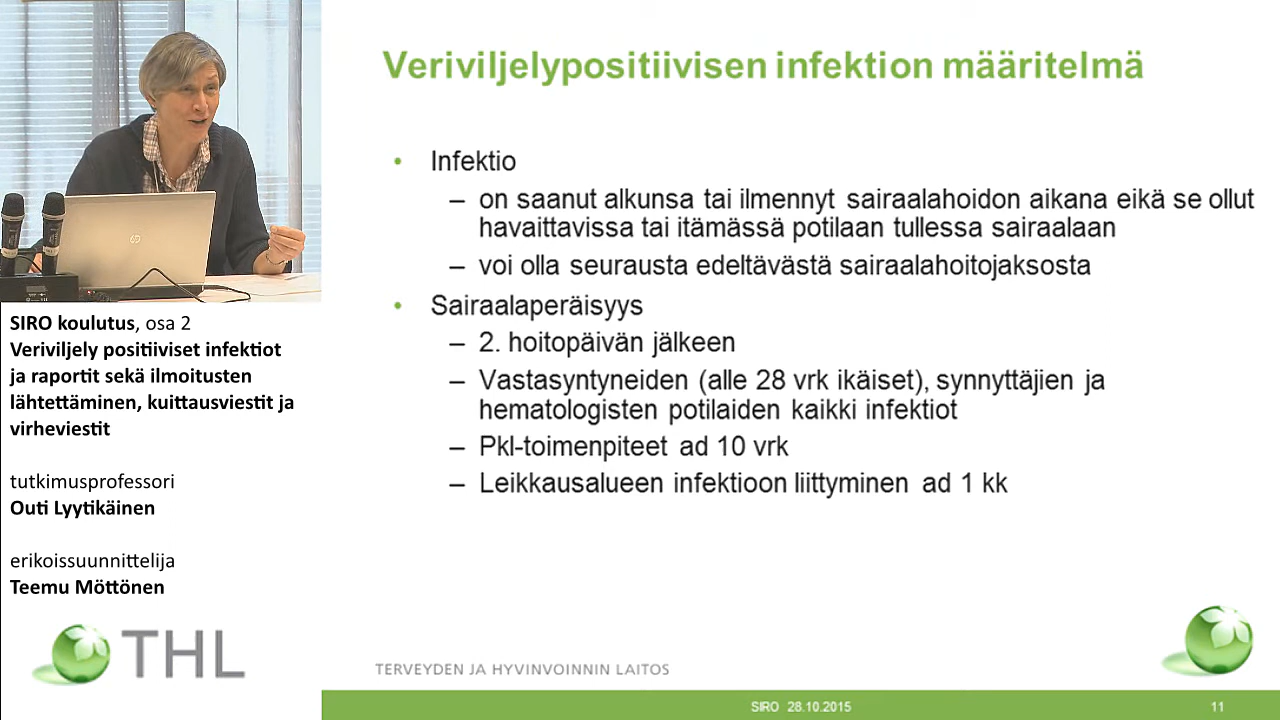 Veriviljelypositiivisen infektion määritelmä
• Infektio
– on saanut alkunsa tai ilmennyt sairaalahoidon aikana eikä se ollut
havaittavissa tai itämässä potilaan tullessa sairaalaan
– voi olla seurausta edeltävästä sairaalahoitojaksosta
• Sairaalaperäisyys
– 2. hoitopäivän jälkeen
– Vastasyntyneiden (alle 28 vrk ikäiset), synnyttäjien ja
hematologisten potilaiden kaikki infektiot
– Pkl-toimenpiteet ad 10 vrk
– Leikkausalueen infektioon liittyminen ad 1 kk
SIRO koulutus, osa 2
Veriviljely positiiviset infektiot
ja raportit sekä ilmoitusten
lähtettäminen, kuittausviestit ja
virheviestit
tutkimusprofessori
Outi Lyytikäinen
erikoissuunnittelija
Teemu Möttönen
THL
TERVEYDEN JA HYVINVOINNIN LAITOS
SIRO 28.10.2015
11
hp